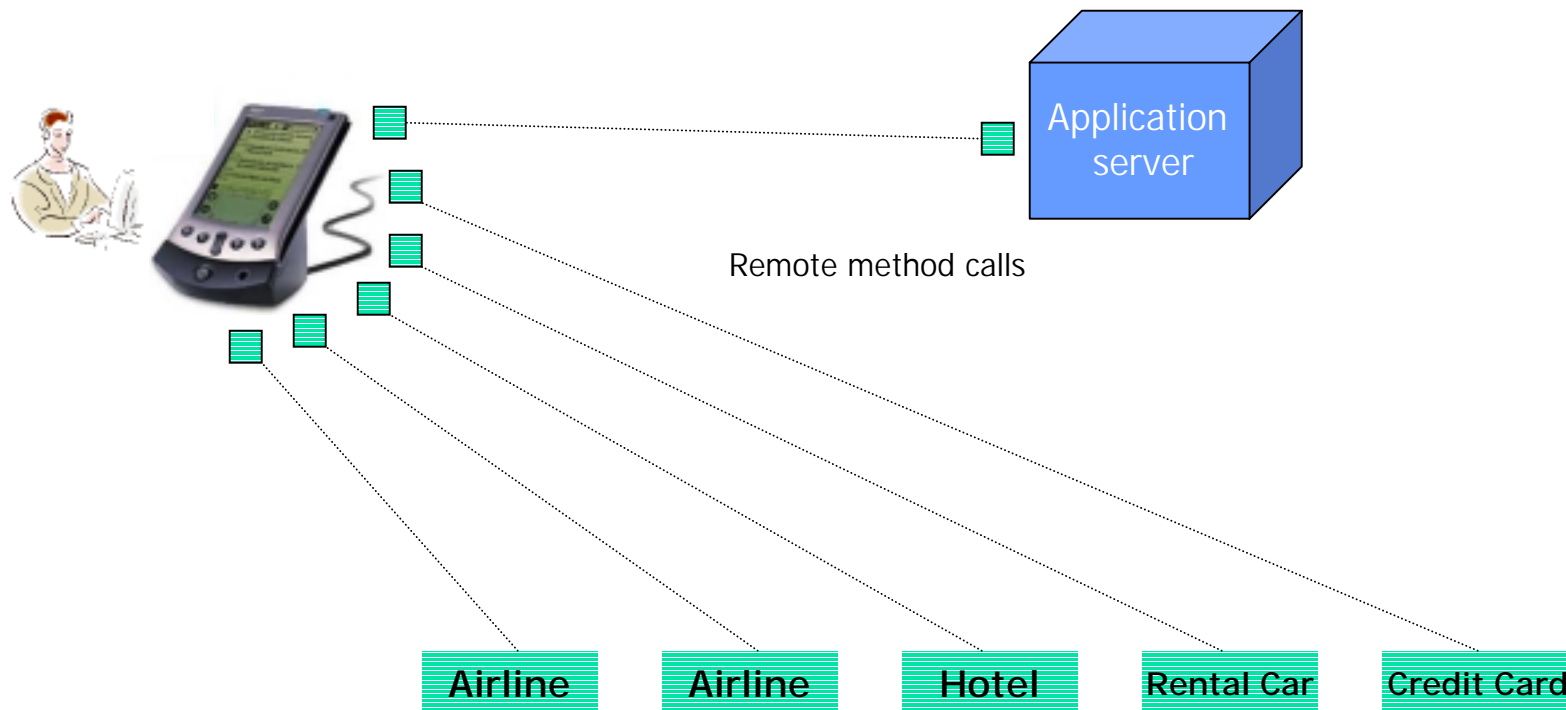 Application
server
Remote method calls
Airline
Airline
Hotel
Rental Car
Credit Card